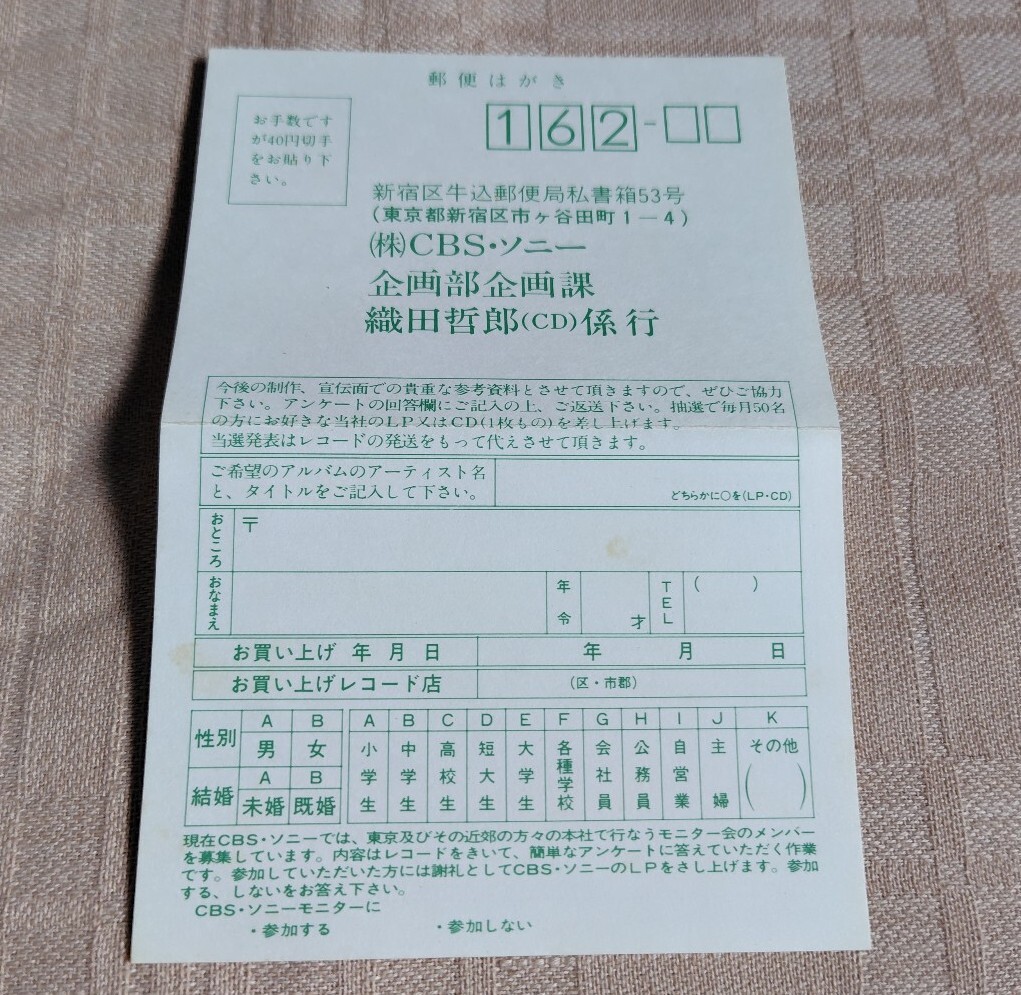 郵便はがき
お手数です
が40円切手
をお貼り下
さい。
162-□□
新宿区牛込郵便局私書箱53号
(東京都新宿区市ヶ谷田町1－4)
(株)CBS・ソニー
企画部企画課
織田哲郎(CD)係行
今後の制作、宣伝面での貴重な参考資料とさせて頂きますので、ぜひご協力
下さい。アンケートの回答欄にご記入の上、ご返送下さい。抽選で毎月50名
の方にお好きな当社のLP又はCD(1枚もの)を差し上げます。
当選発表はレコードの発送をもって代えさせて頂きます。
ご希望のアルバムのアーティスト名
と、タイトルをご記入して下さい。
どちらかに○を(LP・CD)
おところ
〒
おなまえ
年令
才
TEL
( )
お買い上げ 年 月 日
年 月 日
お買い上げレコード店
(区・市郡)
性別
A 男
B 女
結婚
A 未婚
B 既婚
A 小学生
B 中学生
C 高校生
D 短大生
E 大学生
F 各種学校
G 会社員
H 公務員
I 自営業
J 主婦
K その他( )
現在CBS・ソニーでは、東京及びその近郊の方々の本社で行なうモニター会のメンバー
を募集しています。内容はレコードをきいて、簡単なアンケートに答えていただく作業
です。参加していただいた方には謝礼としてCBS・ソニーのLPをさし上げます。参加
する、しないをお答え下さい。
CBS・ソニーモニターに
・参加する ・参加しない